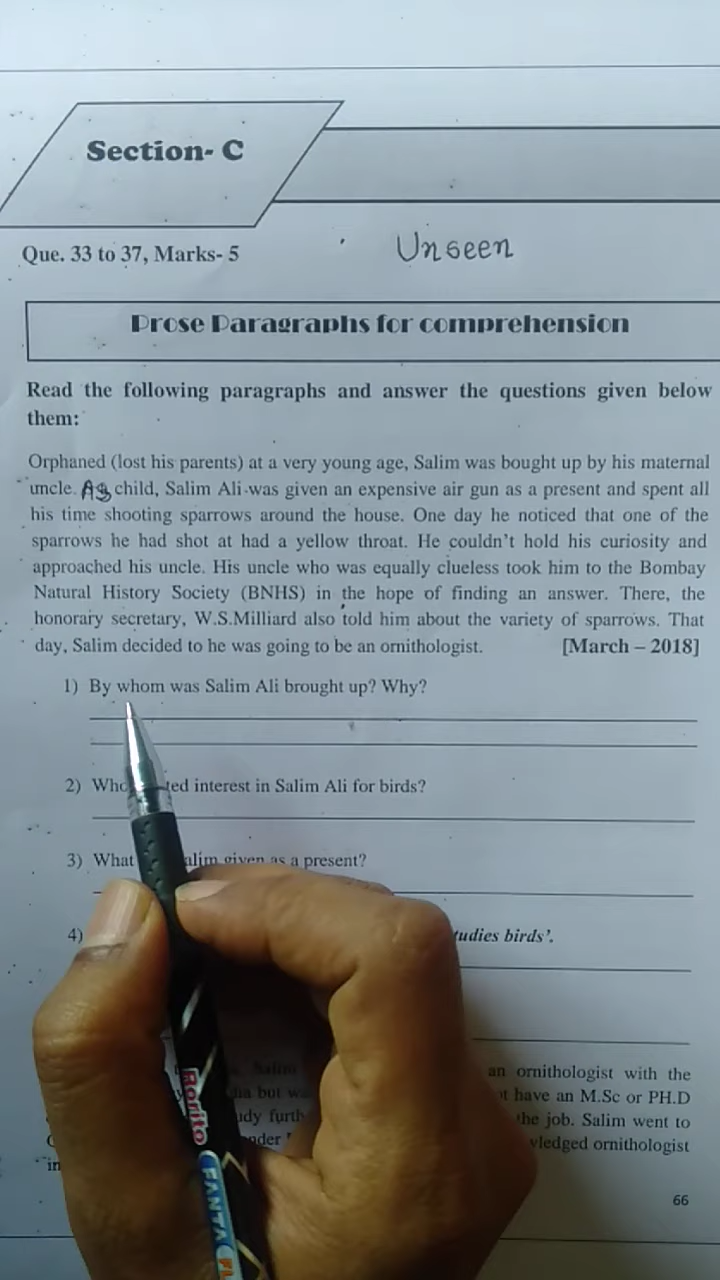 Section- C
Que. 33 to 37, Marks- 5
Unseen
Prose Paragraphs for comprehension
Read the following paragraphs and answer the questions given below
them:
Orphaned (lost his parents) at a very young age, Salim was bought up by his maternal
uncle. As child, Salim Ali was given an expensive air gun as a present and spent all
his time shooting sparrows around the house. One day he noticed that one of the
sparrows he had shot at had a yellow throat. He couldn't hold his curiosity and
approached his uncle. His uncle who was equally clueless took him to the Bombay
Natural History Society (BNHS) in the hope of finding an answer. There, the
honorary secretary, W.S.Milliard also told him about the variety of sparrows. That
day, Salim decided to he was going to be an ornithologist. [March – 2018]
1) By whom was Salim Ali brought up? Why?
2) Who interest in Salim Ali for birds?
3) What given as a present?
4) birds'.
an ornithologist with the
but have an M.Sc or PH.D
the job. Salim went to
ornithologist
in
66
Rorito
FANTA